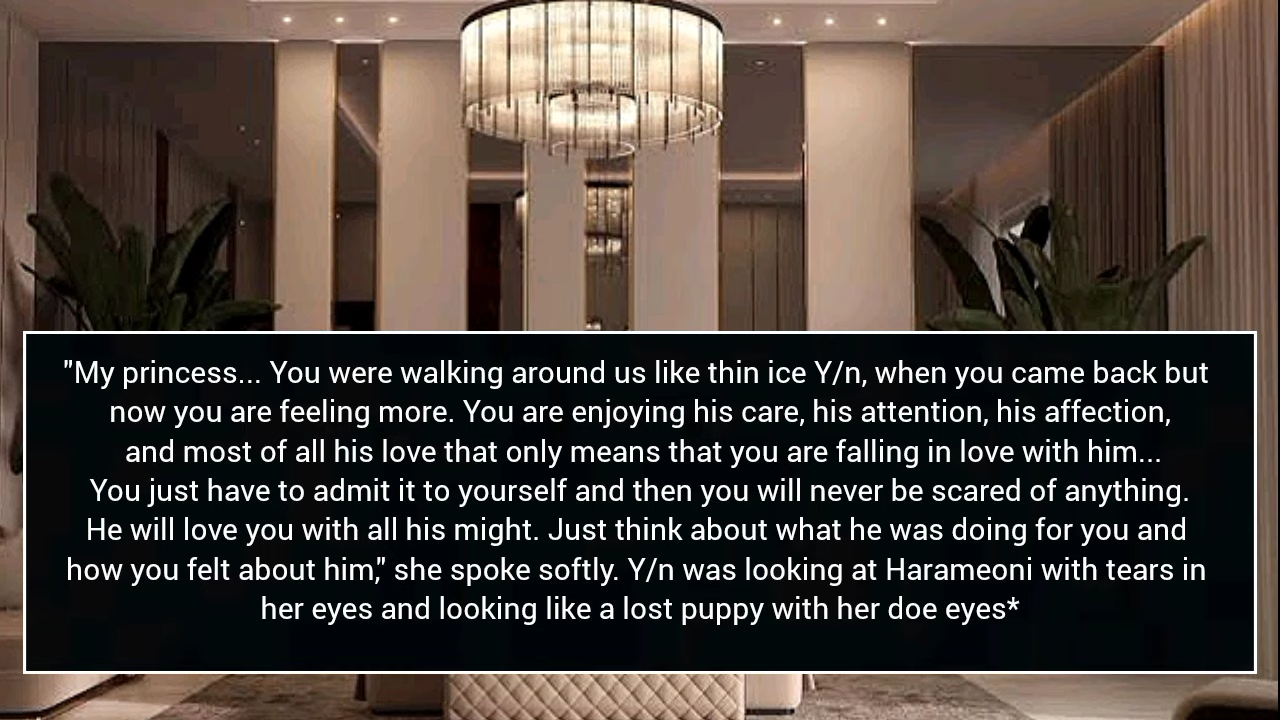 "My princess... You were walking around us like thin ice Y/n, when you came back but
now you are feeling more. You are enjoying his care, his attention, his affection,
and most of all his love that only means that you are falling in love with him...
You just have to admit it to yourself and then you will never be scared of anything.
He will love you with all his might. Just think about what he was doing for you and
how you felt about him," she spoke softly. Y/n was looking at Harameoni with tears in
her eyes and looking like a lost puppy with her doe eyes*